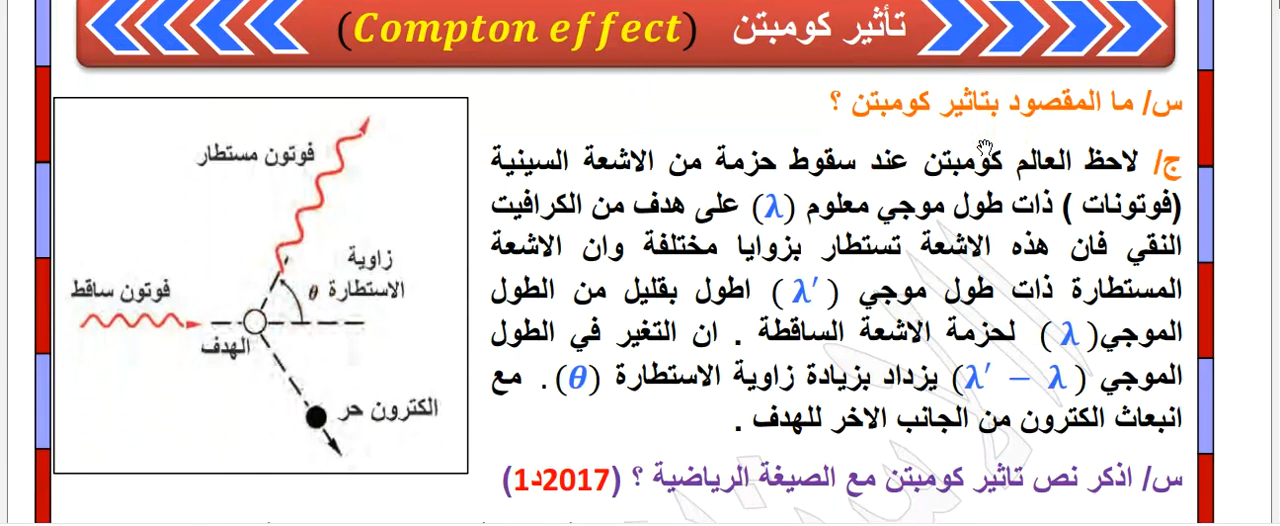 تأثير كومبتن (Compton effect)
س/ ما المقصود بتاثير كومبتن ؟
ج/ لاحظ العالم كومبتن عند سقوط حزمة من الاشعة السينية
(فوتونات ) ذات طول موجي معلوم (λ) على هدف من الكرافيت
النقي فان هذه الاشعة تستطار بزوايا مختلفة وان الاشعة
المستطارة ذات طول موجي (λ′) اطول بقليل من الطول
الموجي(λ) لحزمة الاشعة الساقطة . ان التغير في الطول
الموجي (λ′ − λ) يزداد بزيادة زاوية الاستطارة (θ). مع
انبعاث الكترون من الجانب الاخر للهدف .
فوتون مستطار
زاوية
الاستطارة θ
فوتون ساقط
الهدف
الكترون حر
س/ اذكر نص تاثير كومبتن مع الصيغة الرياضية ؟ (2017د1)